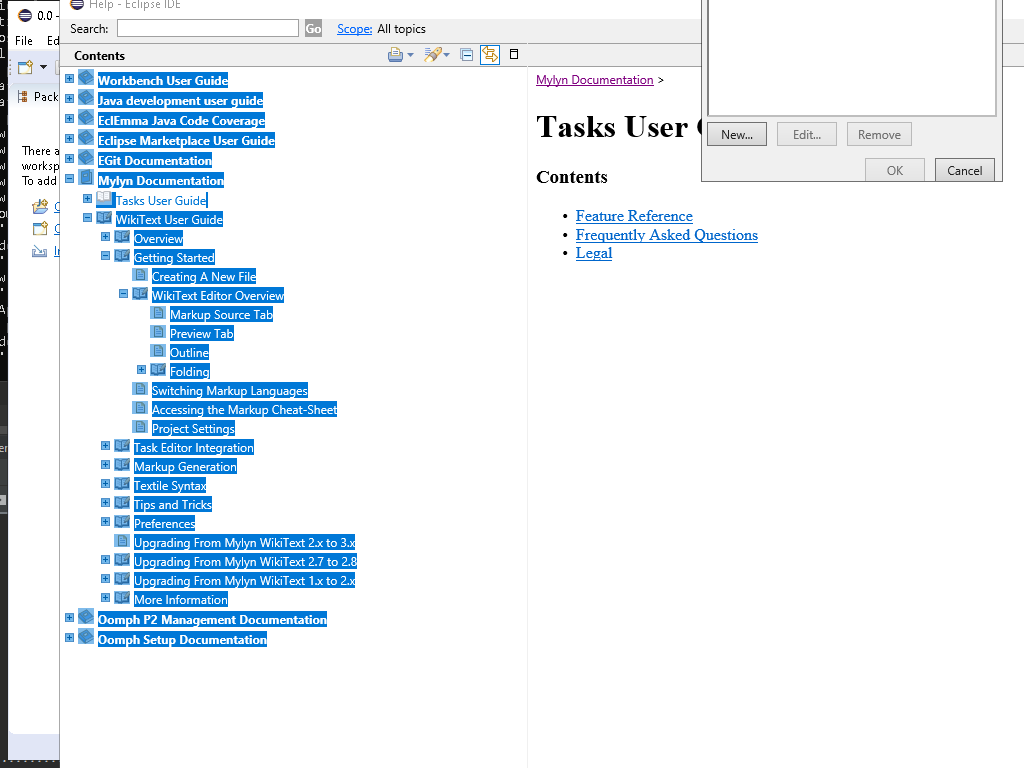 0.0 -
Help - Eclipse IDE
File Ed
Search: Go Scope: All topics
Contents
Pack
There a
worksp
To add
Workbench User Guide
Java development user guide
EclEmma Java Code Coverage
Eclipse Marketplace User Guide
EGit Documentation
Mylyn Documentation
Tasks User Guide
WikiText User Guide
Overview
Getting Started
Creating A New File
WikiText Editor Overview
Markup Source Tab
Preview Tab
Outline
Folding
Switching Markup Languages
Accessing the Markup Cheat-Sheet
Project Settings
Task Editor Integration
Markup Generation
Textile Syntax
Tips and Tricks
Preferences
Upgrading From Mylyn WikiText 2.x to 3.x
Upgrading From Mylyn WikiText 2.7 to 2.8
Upgrading From Mylyn WikiText 1.x to 2.x
More Information
Oomph P2 Management Documentation
Oomph Setup Documentation
Mylyn Documentation >
Tasks User
Contents
• Feature Reference
• Frequently Asked Questions
• Legal
New... Edit... Remove
OK Cancel